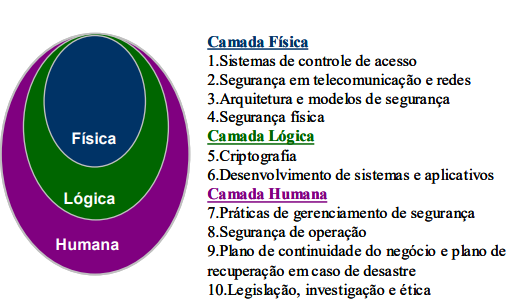 Física
Lógica
Humana
Camada Física
1.Sistemas de controle de acesso
2.Segurança em telecomunicação e redes
3.Arquitetura e modelos de segurança
4.Segurança física
Camada Lógica
5.Criptografia
6.Desenvolvimento de sistemas e aplicativos
Camada Humana
7.Práticas de gerenciamento de segurança
8.Segurança de operação
9.Plano de continuidade do negócio e plano de
recuperação em caso de desastre
10.Legislação, investigação e ética